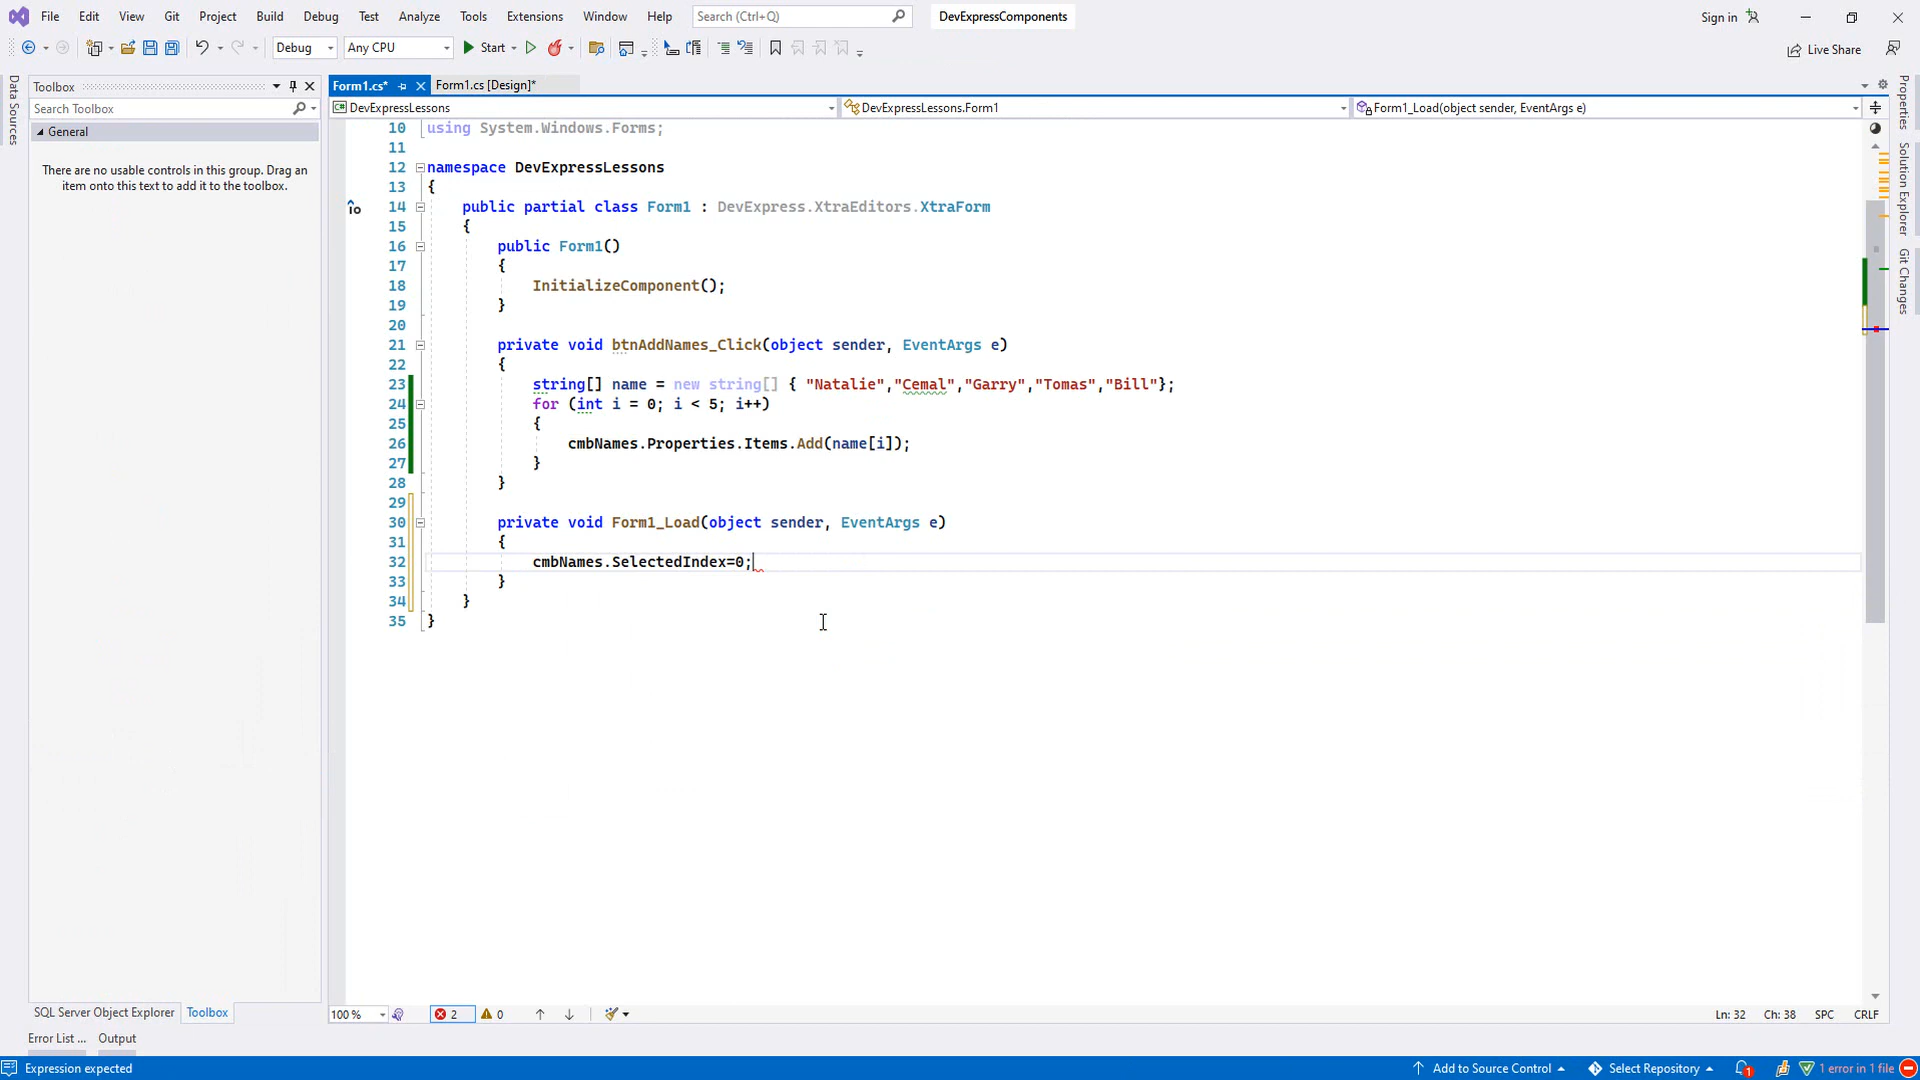 File Edit View Git Project Build Debug Test Analyze Tools Extensions Window Help Search (Ctrl+Q) DevExpressComponents Sign in
Debug Any CPU Start Live Share
Data Sources
Toolbox
Search Toolbox
General
There are no usable controls in this group. Drag an
item onto this text to add it to the toolbox.
Form1.cs* Form1.cs [Design]*
DevExpressLessons DevExpressLessons.Form1 Form1_Load(object sender, EventArgs e)
10 using System.Windows.Forms;
11
12 namespace DevExpressLessons
13 {
14 public partial class Form1 : DevExpress.XtraEditors.XtraForm
15 {
16 public Form1()
17 {
18 InitializeComponent();
19 }
20
21 private void btnAddNames_Click(object sender, EventArgs e)
22 {
23 string[] name = new string[] { "Natalie","Cemal","Garry","Tomas","Bill"};
24 for (int i = 0; i < 5; i++)
25 {
26 cmbNames.Properties.Items.Add(name[i]);
27 }
28 }
29
30 private void Form1_Load(object sender, EventArgs e)
31 {
32 cmbNames.SelectedIndex=0;
33 }
34 }
35 }
Properties
Solution Explorer
Git Changes
SQL Server Object Explorer Toolbox
100 % 2 0 Ln: 32 Ch: 38 SPC CRLF
Error List ... Output
Expression expected Add to Source Control Select Repository 1 1 error in 1 file